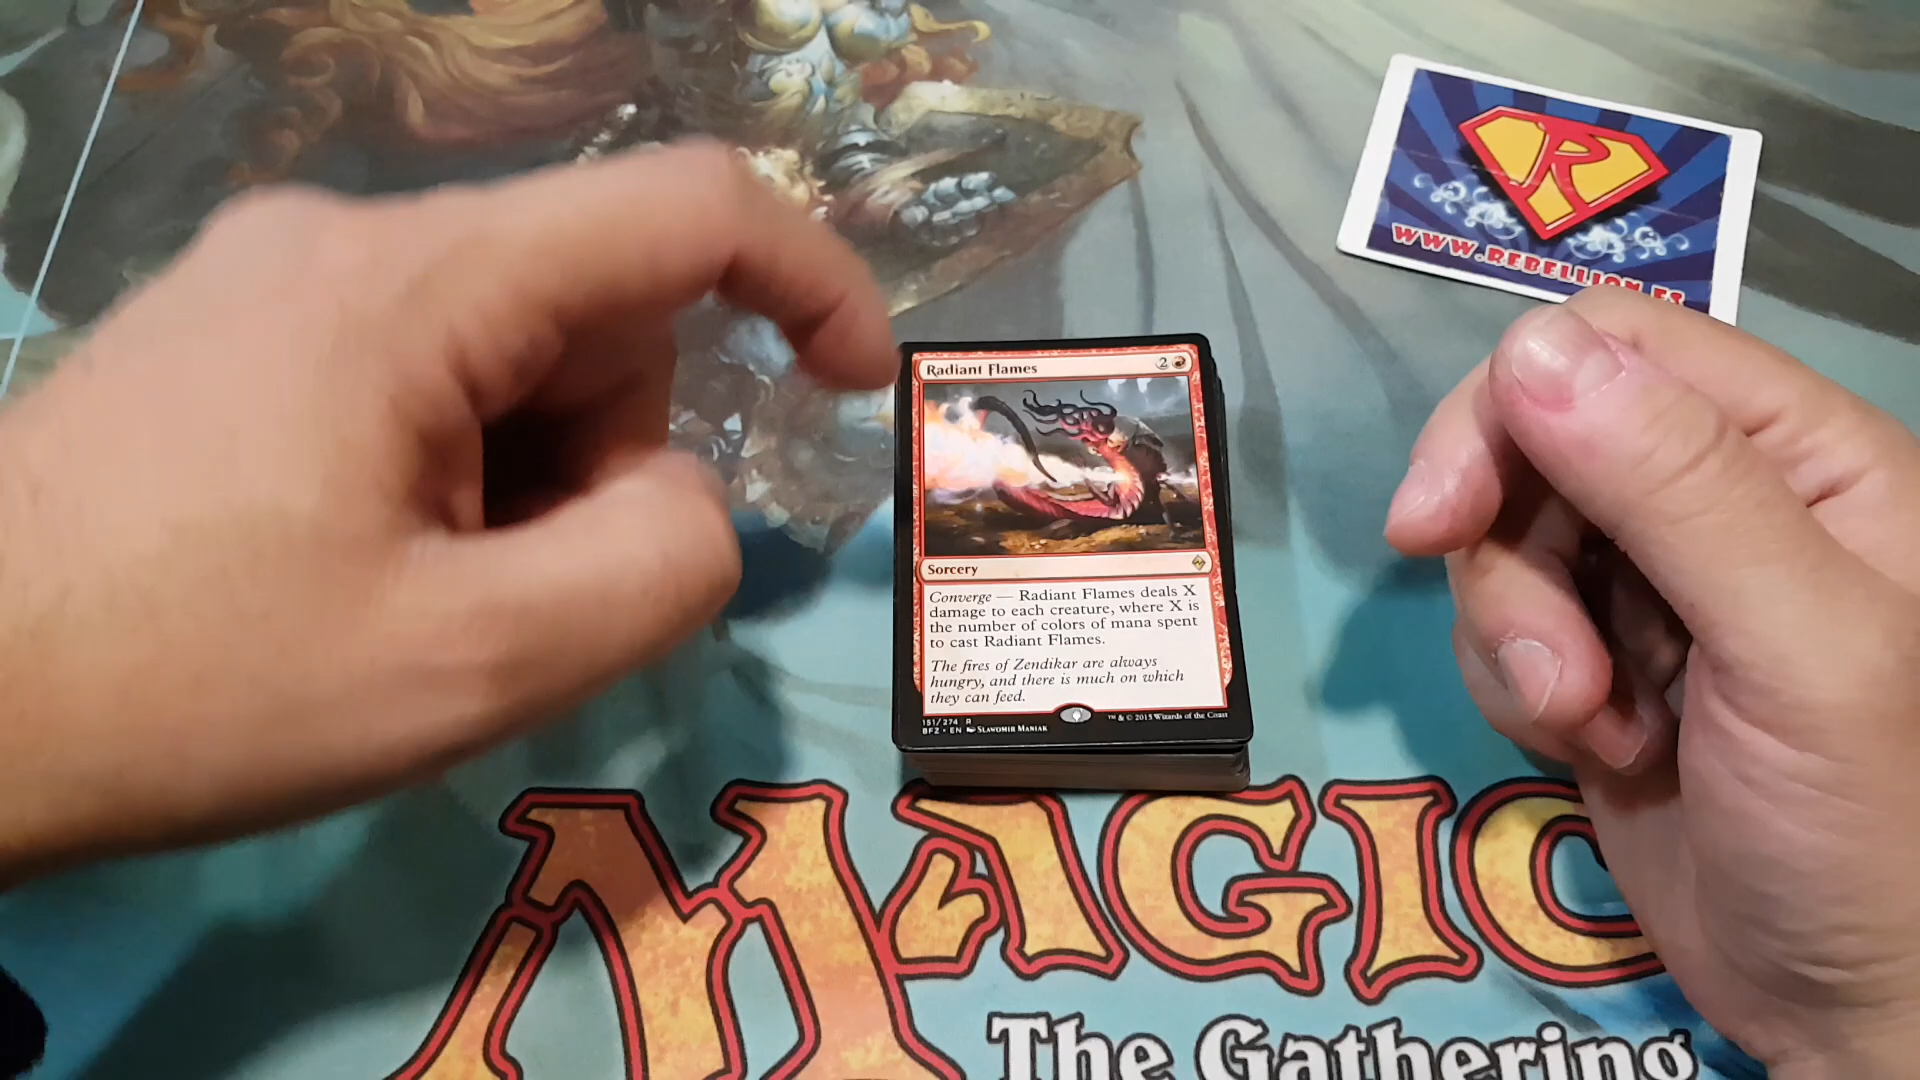 R
WWW.REBELLION.ES
Radiant Flames 2
Sorcery
Converge — Radiant Flames deals X
damage to each creature, where X is
the number of colors of mana spent
to cast Radiant Flames.
The fires of Zendikar are always
hungry, and there is much on which
they can feed.
151/274 R
BFZ • EN Slawomir Maniak
™ & © 2015 Wizards of the Coast
MAGIC
The Gathering